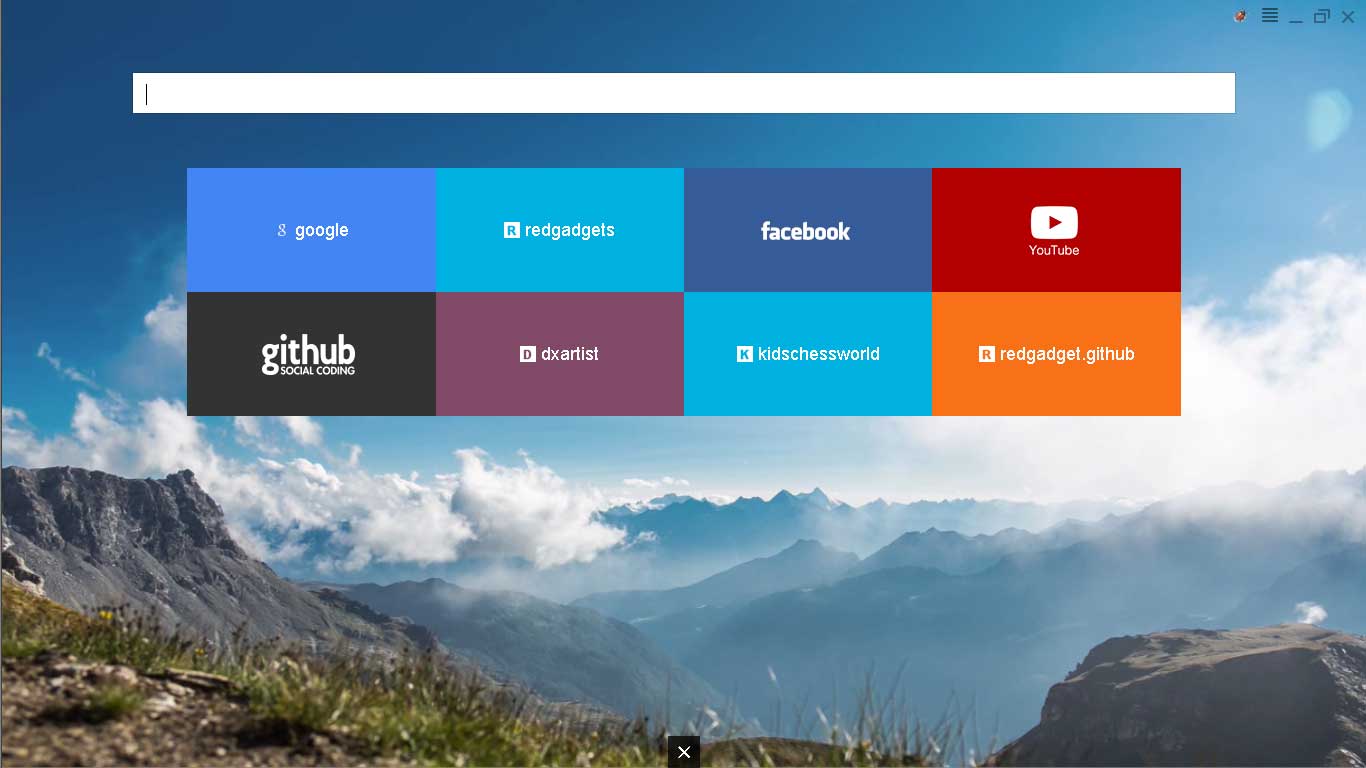 google
R redgadgets
facebook
YouTube
github
SOCIAL CODING
D dxartist
K kidschessworld
R redgadget.github